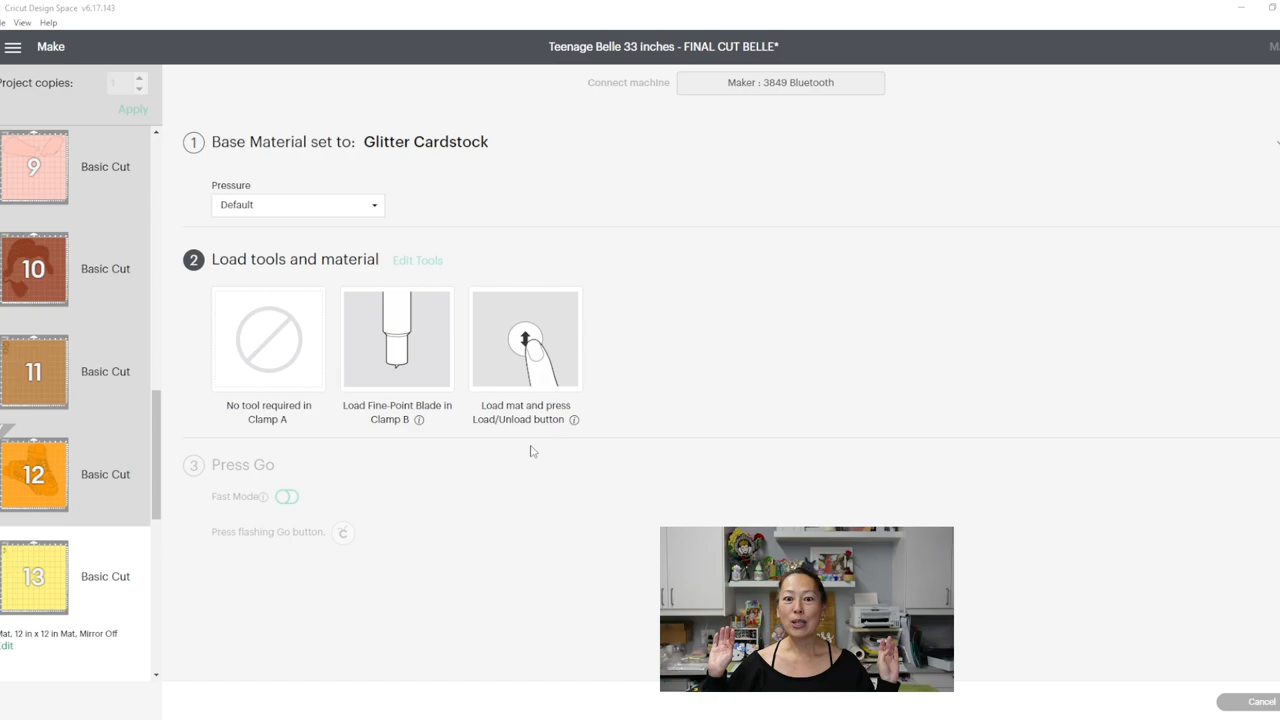 Cricut Design Space v6.17.143
le View Help
Make
Teenage Belle 33 inches - FINAL CUT BELLE*
Project copies:
1
Apply
Connect machine
Maker : 3849 Bluetooth
9 Basic Cut
10 Basic Cut
11 Basic Cut
12 Basic Cut
13 Basic Cut
Mat, 12 in x 12 in Mat, Mirror Off
Edit
1 Base Material set to: Glitter Cardstock
Pressure
Default
2 Load tools and material Edit Tools
No tool required in
Clamp A
Load Fine-Point Blade in
Clamp B
Load mat and press
Load/Unload button
3 Press Go
Fast Mode
Press flashing Go button.
Cancel